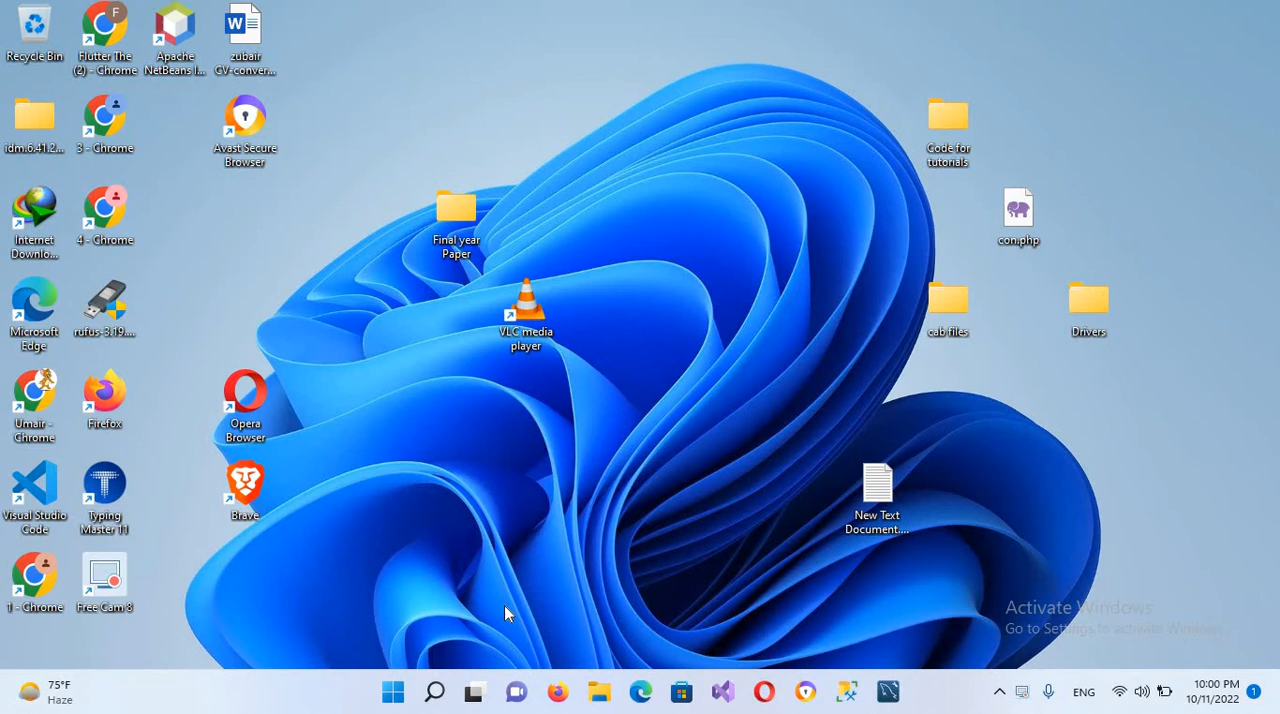 Recycle Bin
Flutter The
(2) - Chrome
Apache
NetBeans I...
zubair
CV-conver...
idm.6.41.2...
3 - Chrome
Avast Secure
Browser
Code for
tutorials
Internet
Downlo...
4 - Chrome
Final year
Paper
con.php
Microsoft
Edge
rufus-3.19....
VLC media
player
cab files
Drivers
Umair -
Chrome
Firefox
Opera
Browser
Visual Studio
Code
Typing
Master 11
Brave
New Text
Document....
1 - Chrome
Free Cam 8
Activate Windows
Go to Settings to activate Windows.
75°F
Haze
ENG
10:00 PM
10/11/2022
1